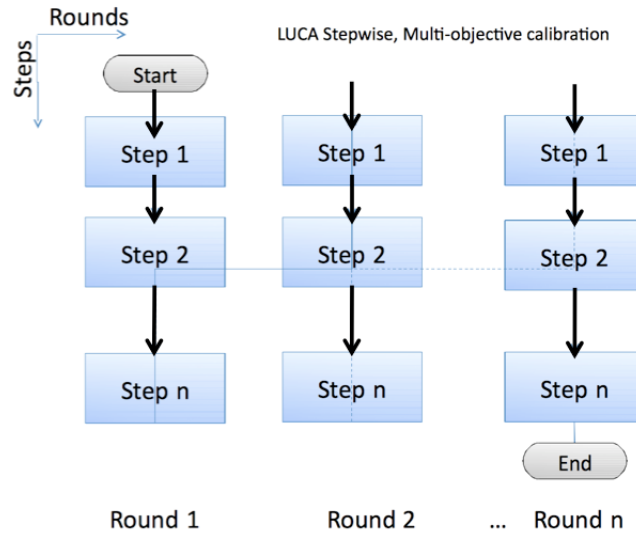 Rounds
Steps
LUCA Stepwise, Multi-objective calibration
Start
Step 1
Step 1
Step 1
Step 2
Step 2
Step 2
Step n
Step n
Step n
End
Round 1
Round 2
... Round n